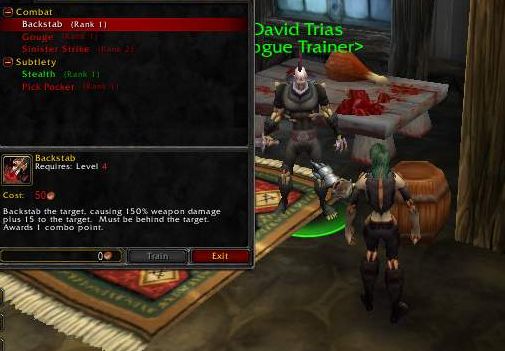 Combat
Backstab (Rank 1)
Gouge (Rank 1)
Sinister Strike (Rank 2)
Subtlety
Stealth (Rank 1)
Pick Pocket (Rank 1)
Backstab
Requires: Level 4
Cost: 50
Backstab the target, causing 150% weapon damage
plus 15 to the target. Must be behind the target.
Awards 1 combo point.
0
Train
Exit
David Trias
ogue Trainer>